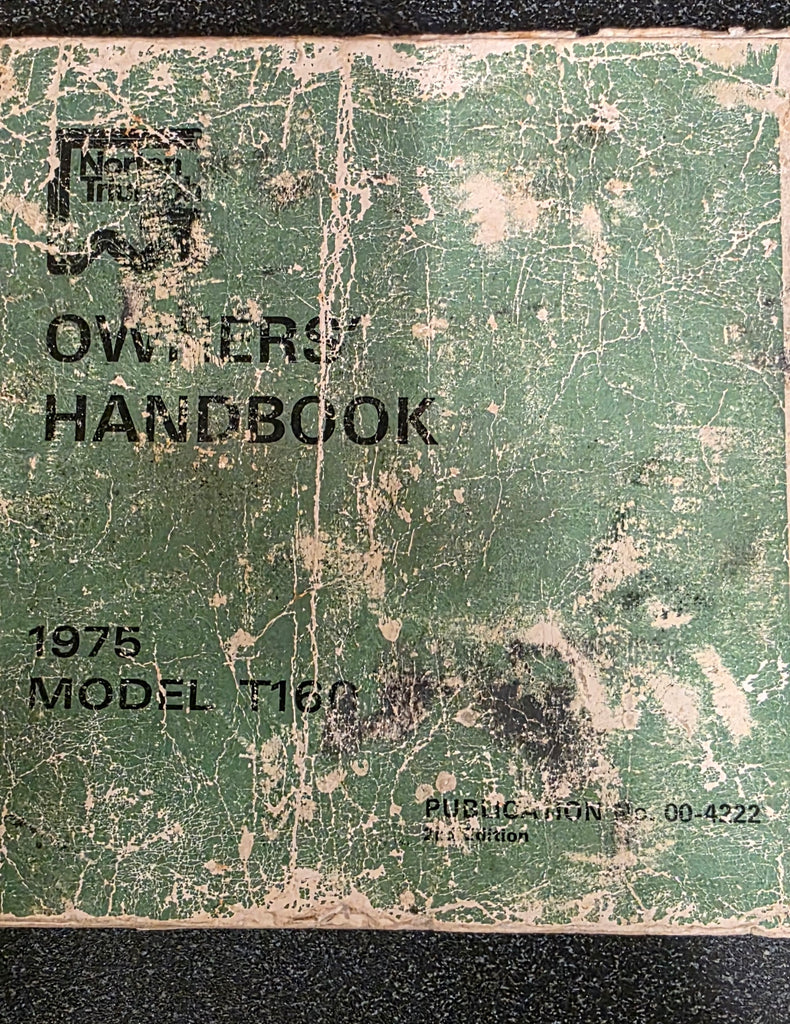 Norton
Triumph
OWNERS'
HANDBOOK
1975
MODEL T160
PUBLICATION No. 00-4222
2nd Edition